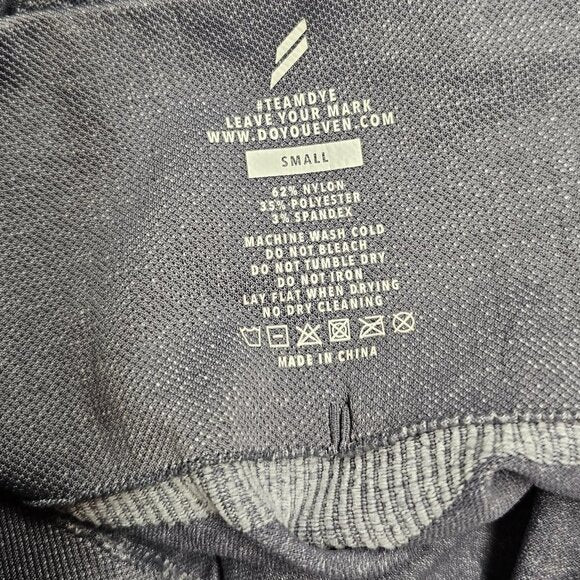 #TEAMDYE
LEAVE YOUR MARK
WWW.DOYOUEVEN.COM
SMALL
62% NYLON
35% POLYESTER
3% SPANDEX
MACHINE WASH COLD
DO NOT BLEACH
DO NOT TUMBLE DRY
DO NOT IRON
LAY FLAT WHEN DRYING
NO DRY CLEANING
MADE IN CHINA